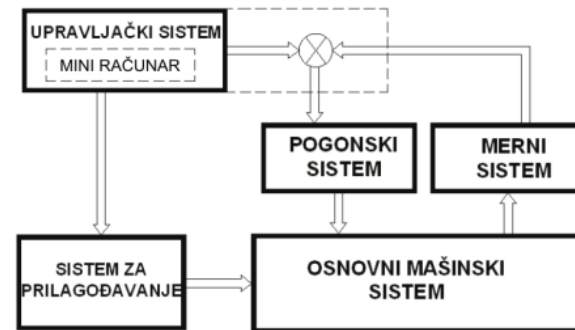 UPRAVLJAČKI SISTEM
MINI RAČUNAR
POGONSKI
SISTEM
MERNI
SISTEM
SISTEM ZA
PRILAGOĐAVANJE
OSNOVNI MAŠINSKI
SISTEM